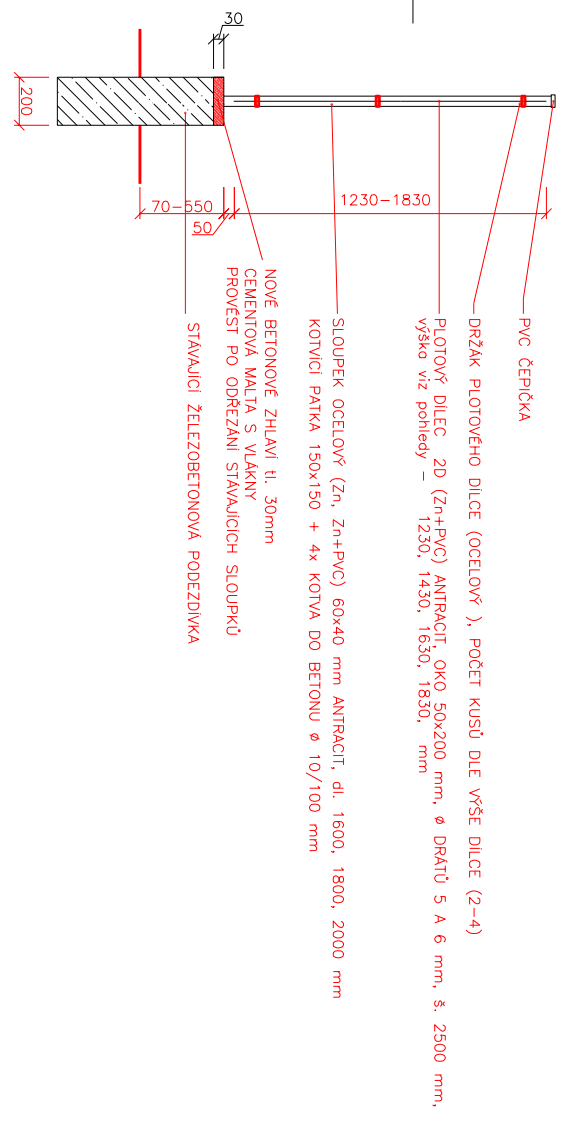 PVC ČEPIČKA
DRŽÁK PLOTOVÉHO DÍLCE (OCELOVÝ ), POČET KUSŮ DLE VÝŠE DÍLCE (2-4)
PLOTOVÝ DÍLEC 2D (Zn+PVC) ANTRACIT, OKO 50x200 mm, ø DRÁTŮ 5 A 6 mm, š. 2500 mm,
výška viz pohledy - 1230, 1430, 1630, 1830, mm
SLOUPEK OCELOVÝ (Zn, Zn+PVC) 60x40 mm ANTRACIT, dl. 1600, 1800, 2000 mm
KOTVÍCÍ PATKA 150x150 + 4x KOTVA DO BETONU ø 10/100 mm
NOVÉ BETONOVÉ ZHLAVÍ tl. 30mm
CEMENTOVÁ MALTA S VLÁKNY
PROVÉST PO ODŘEZÁNÍ STÁVAJÍCÍCH SLOUPKŮ
STÁVAJÍCÍ ŽELEZOBETONOVÁ PODEZDÍVKA
1230-1830
50
70-550
30
200